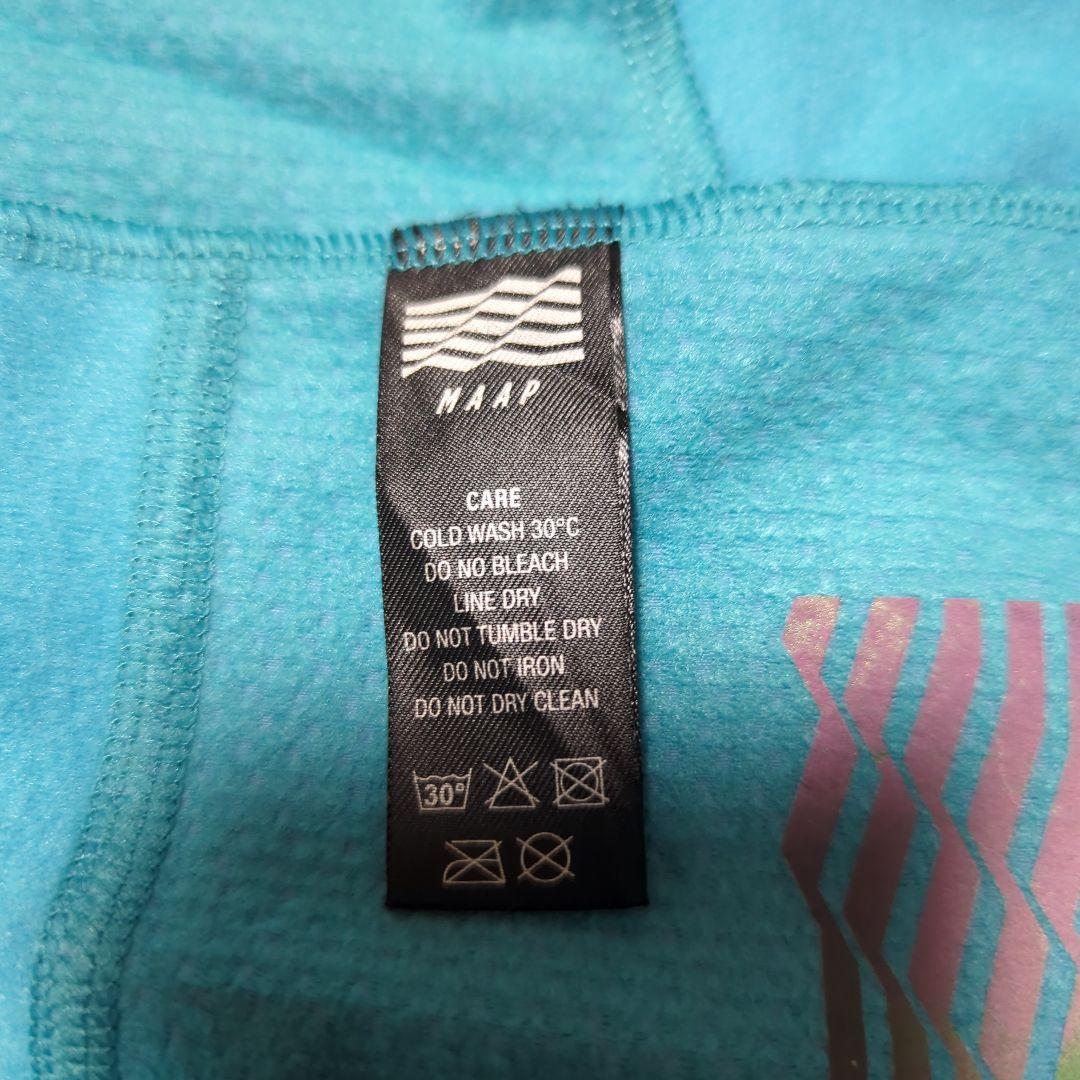 MAAP
CARE
COLD WASH 30°C
DO NO BLEACH
LINE DRY
DO NOT TUMBLE DRY
DO NOT IRON
DO NOT DRY CLEAN
30°